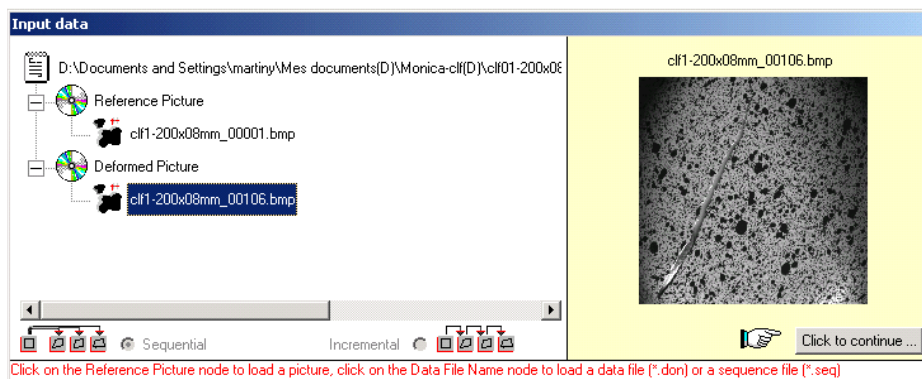 Input data
D:\Documents and Settings\martiny\Mes documents(D)\Monica-clf(D)\clf01-200x08
Reference Picture
clf1-200x08mm_00001.bmp
Deformed Picture
clf1-200x08mm_00106.bmp
Sequential
Incremental
clf1-200x08mm_00106.bmp
Click to continue ...
Click on the Reference Picture node to load a picture, click on the Data File Name node to load a data file (*.don) or a sequence file (*.seq)